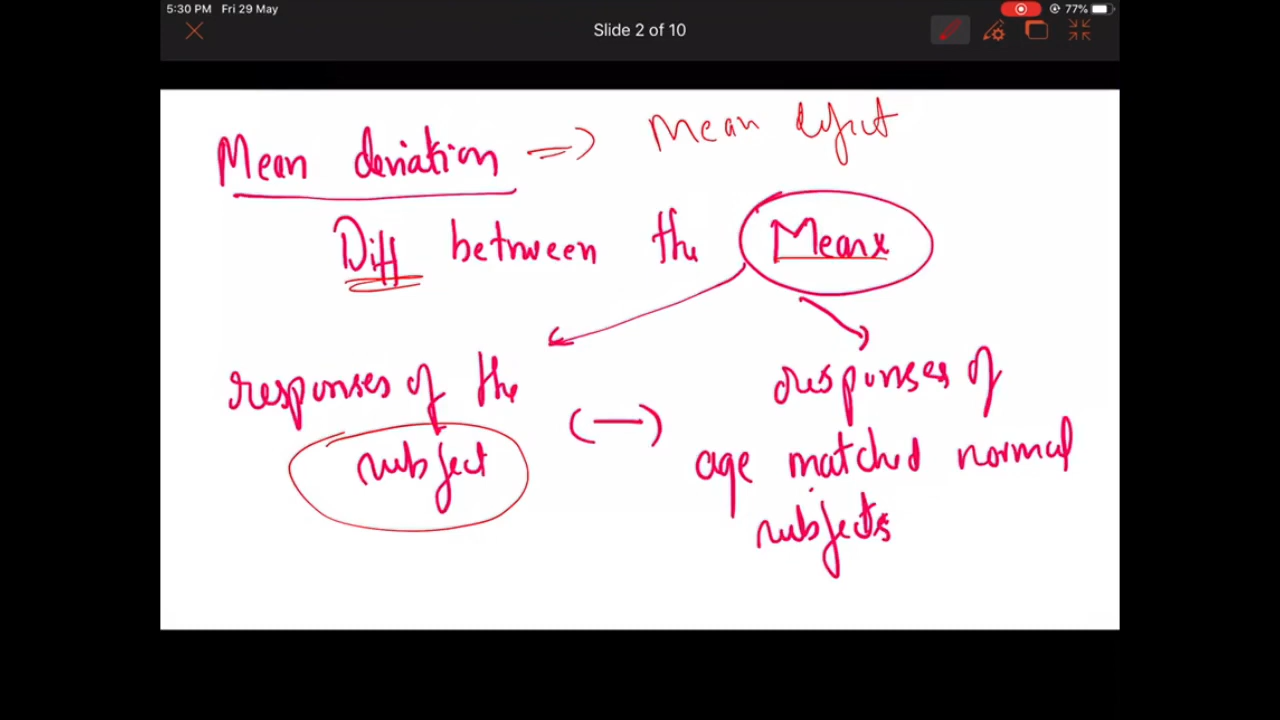 5:30 PM Fri 29 May
77%
Slide 2 of 10
Mean deviation => Mean defect
Diff between the Means
responses of the subject
(—)
responses of
age matched normal
subjects